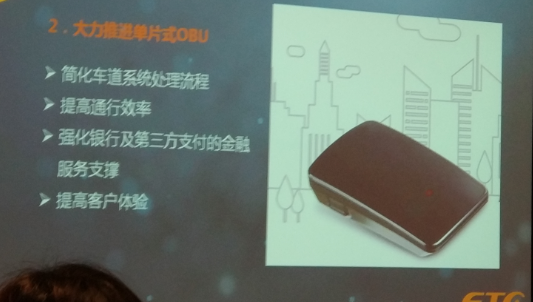 2．大力推进单片式OBU
➢ 简化车道系统处理流程
➢ 提高通行效率
➢ 强化银行及第三方支付的金融
服务支撑
➢ 提高客户体验
ETC